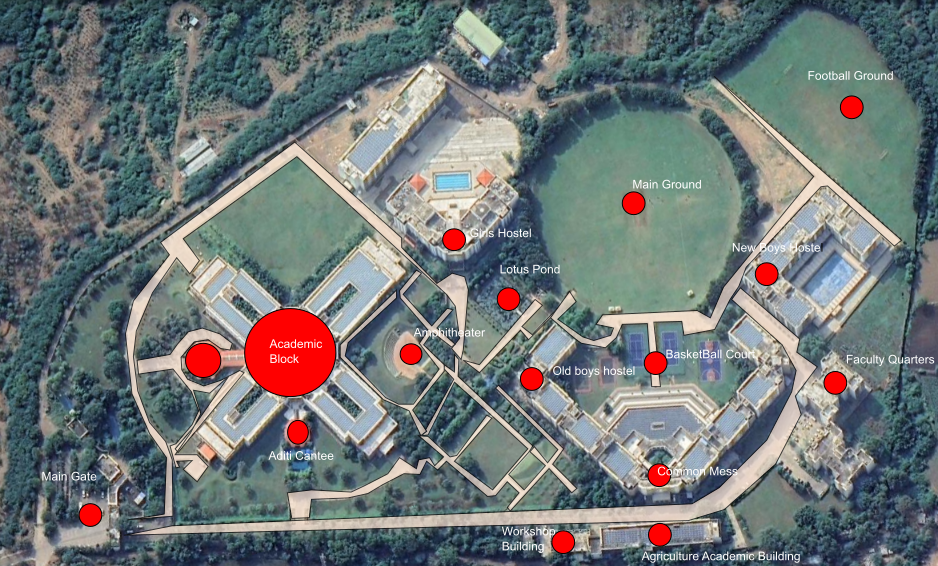 Football Ground
Main Ground
Girls Hostel
New Boys Hoste
Lotus Pond
Amphitheater
Academic
Block
BasketBall Court
Faculty Quarters
Old boys hostel
Aditi Cantee
Common Mess
Main Gate
Workshop
Building
Agriculture Academic Building